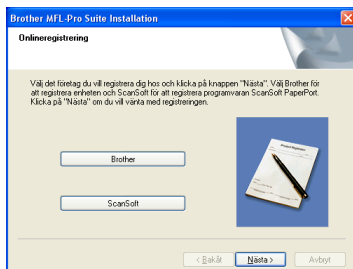 Brother MFL-Pro Suite Installation
Onlineregistrering
Välj det företag du vill registrera dig hos och klicka på knappen "Nästa". Välj Brother för
att registrera enheten och ScanSoft för att registrera programvaran ScanSoft PaperPort.
Klicka på "Nästa" om du vill vänta med registreringen.
Brother
ScanSoft
< Bakåt
Nästa >
Avbryt